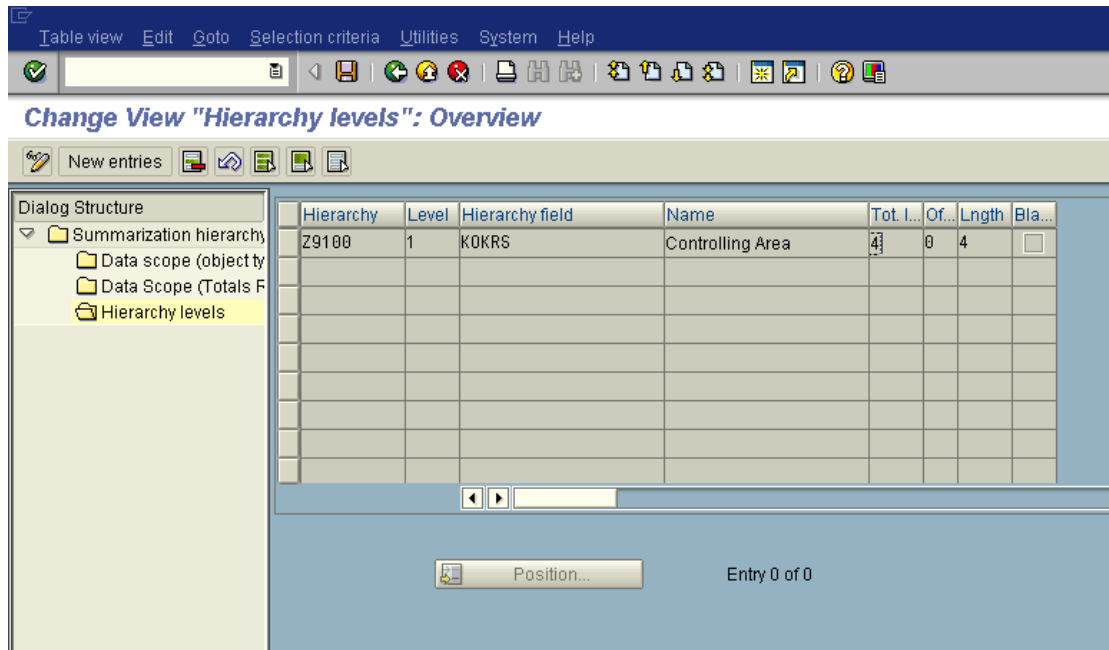 Table view Edit Goto Selection criteria Utilities System Help
Change View "Hierarchy levels": Overview
New entries
Dialog Structure
Summarization hierarchy
Data scope (object ty
Data Scope (Totals R
Hierarchy levels
Hierarchy Level Hierarchy field Name Tot. l... Of... Lngth Bla...
Z9100 1 KOKRS Controlling Area 4 0 4
Position...
Entry 0 of 0